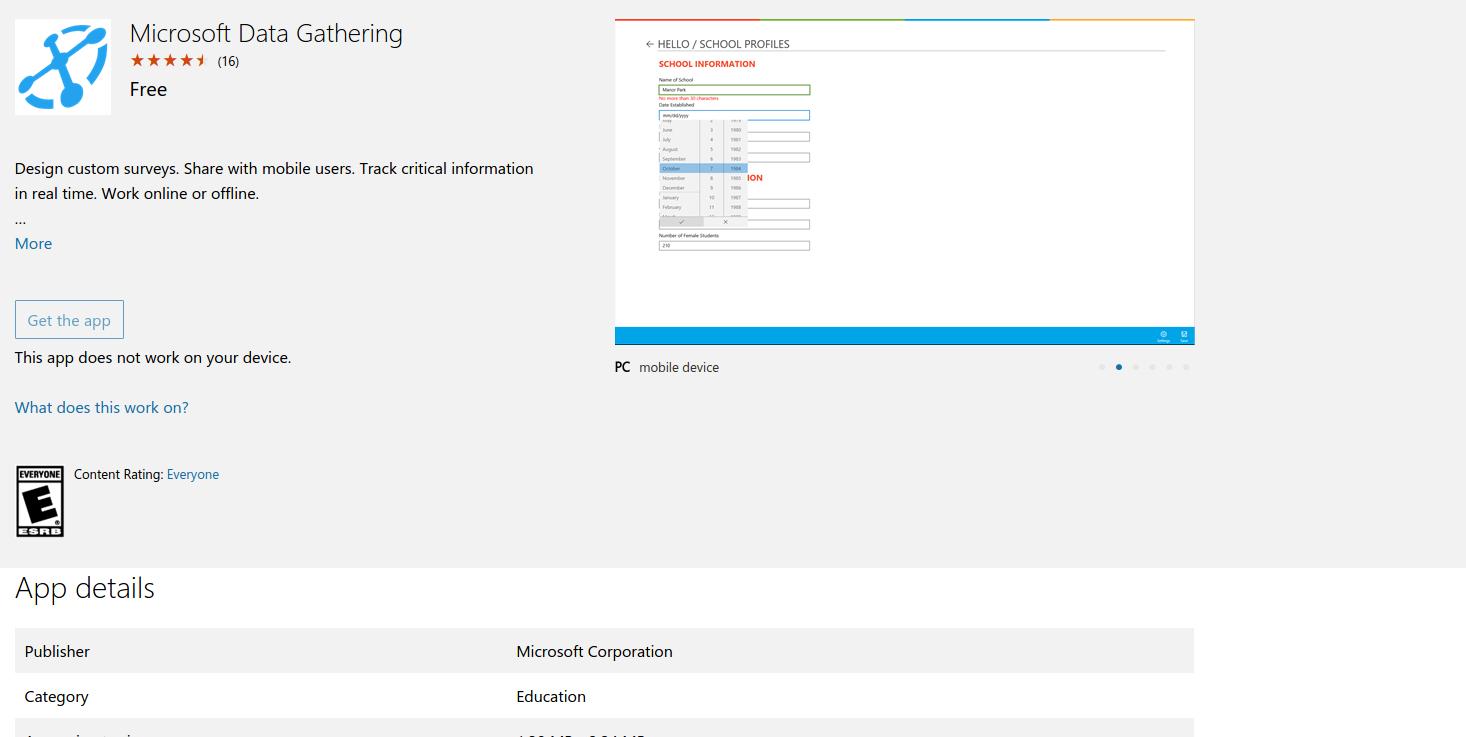 Microsoft Data Gathering
(16)
Free
Design custom surveys. Share with mobile users. Track critical information
in real time. Work online or offline.
...
More
Get the app
This app does not work on your device.
What does this work on?
EVERYONE
E
ESRB
Content Rating: Everyone
HELLO / SCHOOL PROFILES
SCHOOL INFORMATION
Name of School
Manor Park
No more than 30 characters
Date Established
mm/dd/yyyy
June 3 1980
July 4 1981
August 5 1982
September 6 1983
October 7 1984
November 8 1985
December 9 1986
January 10 1987
February 11 1988
ION
Number of Female Students
210
Settings
Save
PC mobile device
App details
Publisher Microsoft Corporation
Category Education